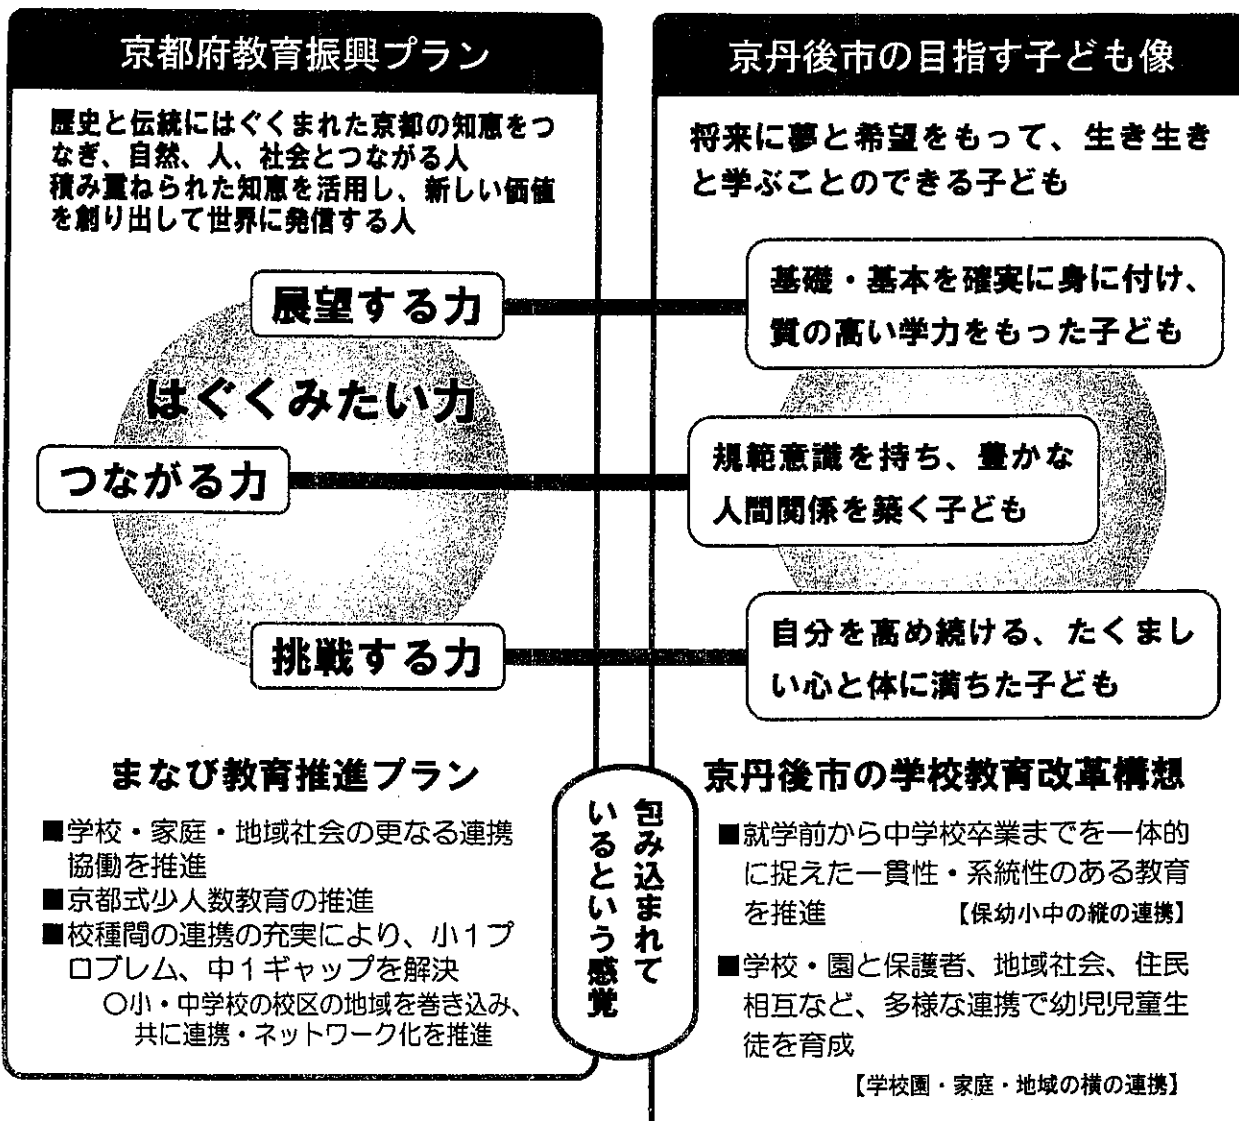 京都府教育振興プラン
歴史と伝統にはぐくまれた京都の知恵をつ
なぎ、自然、人、社会とつながる人
積み重ねられた知恵を活用し、新しい価値
を創り出して世界に発信する人
展望する力
はぐくみたい力
つながる力
挑戦する力
まなび教育推進プラン
■学校・家庭・地域社会の更なる連携
協働を推進
■京都式少人数教育の推進
■校種間の連携の充実により、小1プ
ロブレム、中1ギャップを解決
○小・中学校の校区の地域を巻き込み、
共に連携・ネットワーク化を推進
包み込まれて
いるという感覚
京丹後市の目指す子ども像
将来に夢と希望をもって、生き生き
と学ぶことのできる子ども
基礎・基本を確実に身に付け、
質の高い学力をもった子ども
規範意識を持ち、豊かな
人間関係を築く子ども
自分を高め続ける、たくまし
い心と体に満ちた子ども
京丹後市の学校教育改革構想
■就学前から中学校卒業までを一体的
に捉えた一貫性・系統性のある教育
を推進 【保幼小中の縦の連携】
■学校・園と保護者、地域社会、住民
相互など、多様な連携で幼児児童生
徒を育成
【学校園・家庭・地域の横の連携】